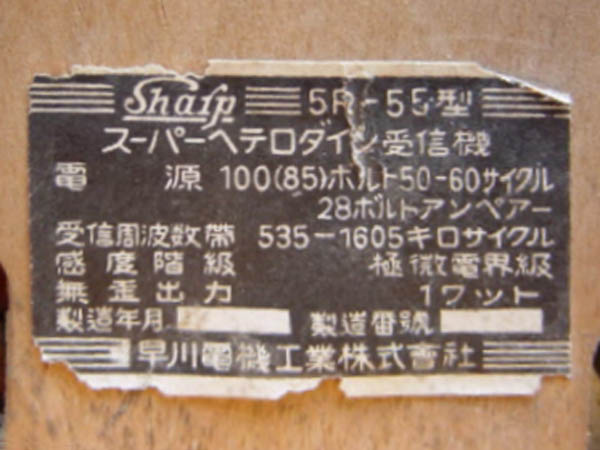 Sharp 5R-55型
スーパーヘテロダイン受信機
電源 100(85)ボルト50-60サイクル
28ボルトアンペアー
受信周波数帯 535-1605キロサイクル
感度階級 極微電界級
無歪出力 1ワット
製造年月 製造番號
早川電機工業株式會社